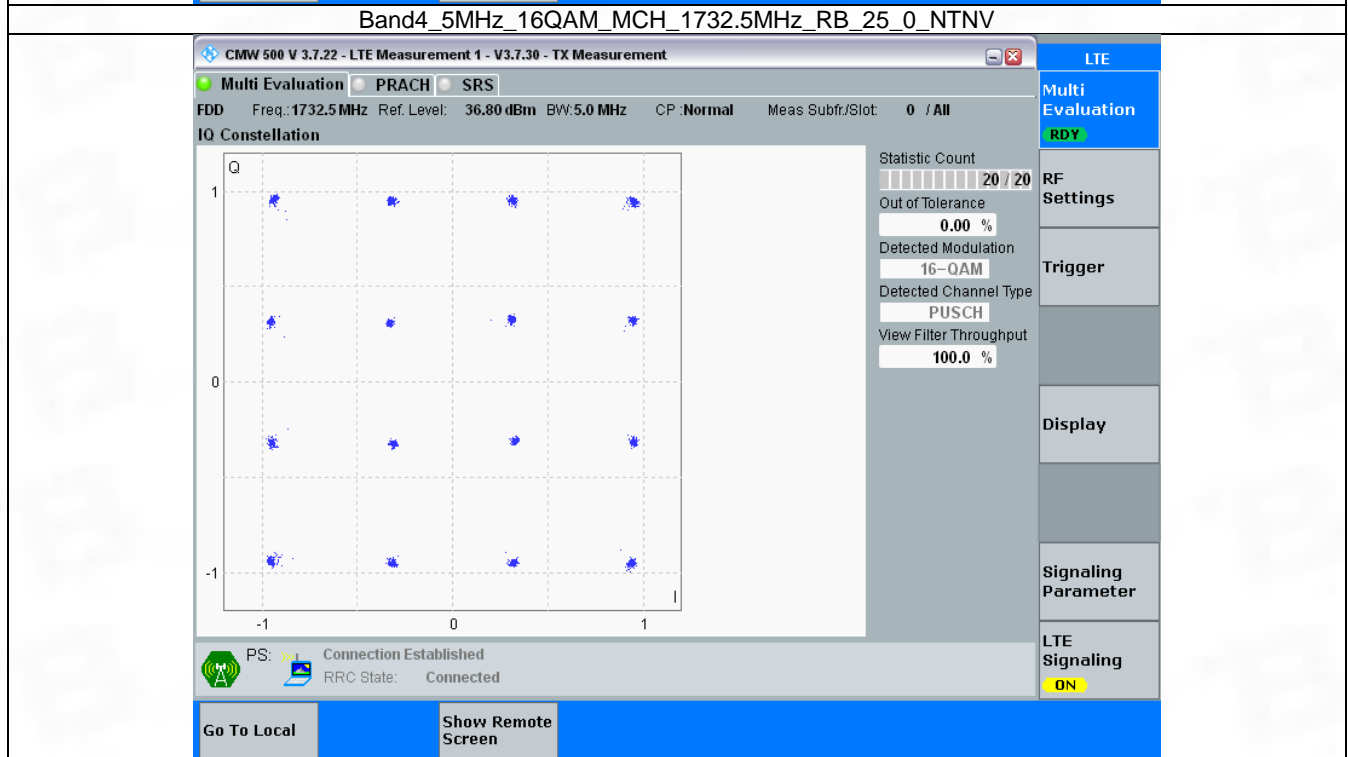 Band4_5MHz_16QAM_MCH_1732.5MHz_RB_25_0_NTNV
CMW 500 V 3.7.22 - LTE Measurement 1 - V3.7.30 - TX Measurement
LTE
Multi Evaluation PRACH SRS
Multi
Evaluation
RDY
FDD Freq.:1732.5 MHz Ref. Level: 36.80 dBm BW:5.0 MHz CP :Normal Meas Subfr./Slot: 0 / All
IQ Constellation
Q
1
0
-1
-1 0 1
I
Statistic Count
20 / 20
Out of Tolerance
0.00 %
Detected Modulation
16-QAM
Detected Channel Type
PUSCH
View Filter Throughput
100.0 %
RF
Settings
Trigger
Display
Signaling
Parameter
LTE
Signaling
ON
PS: Connection Established
RRC State: Connected
Go To Local
Show Remote
Screen